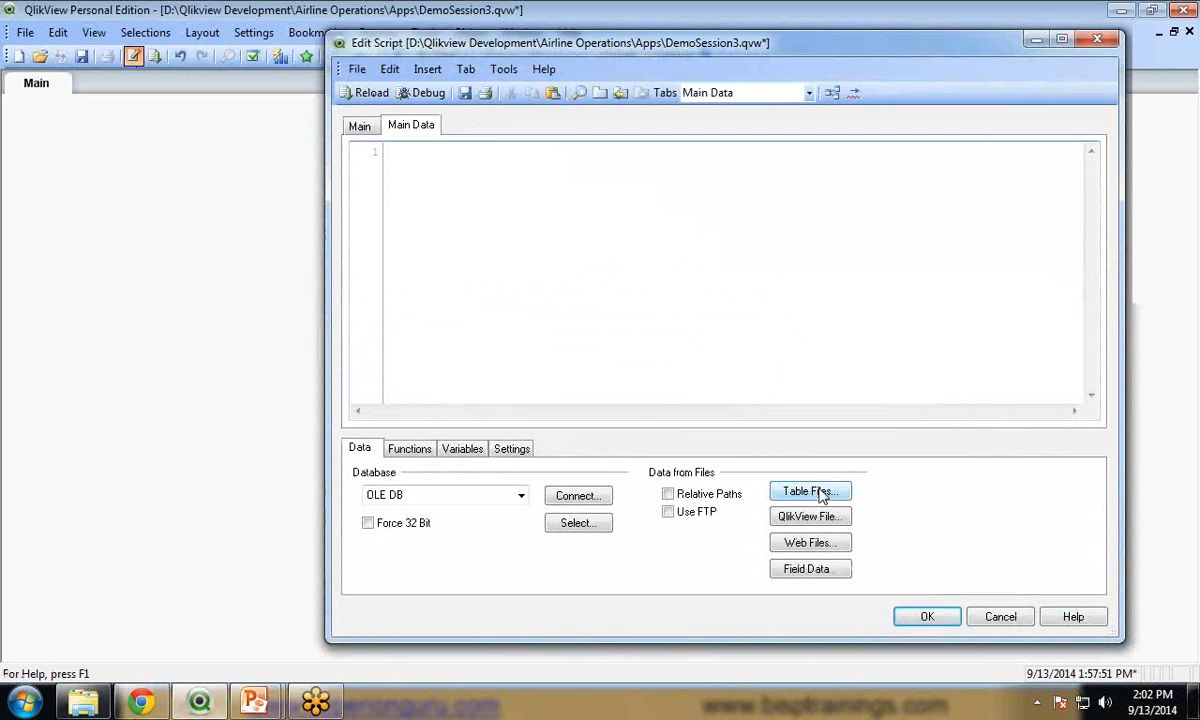 QlikView Personal Edition - [D:\Qlikview Development\Airline Operations\Apps\DemoSession3.qvw*]
File Edit View Selections Layout Settings Bookm
Main
Edit Script [D:\Qlikview Development\Airline Operations\Apps\DemoSession3.qvw*]
File Edit Insert Tab Tools Help
Reload Debug Tabs Main Data
Main Main Data
1
Data Functions Variables Settings
Database Data from Files
OLE DB Connect... Relative Paths Table Files...
Force 32 Bit Select... Use FTP QlikView File...
Web Files...
Field Data...
OK Cancel Help
For Help, press F1 9/13/2014 1:57:51 PM*
www.bisptrainings.com
2:02 PM
9/13/2014